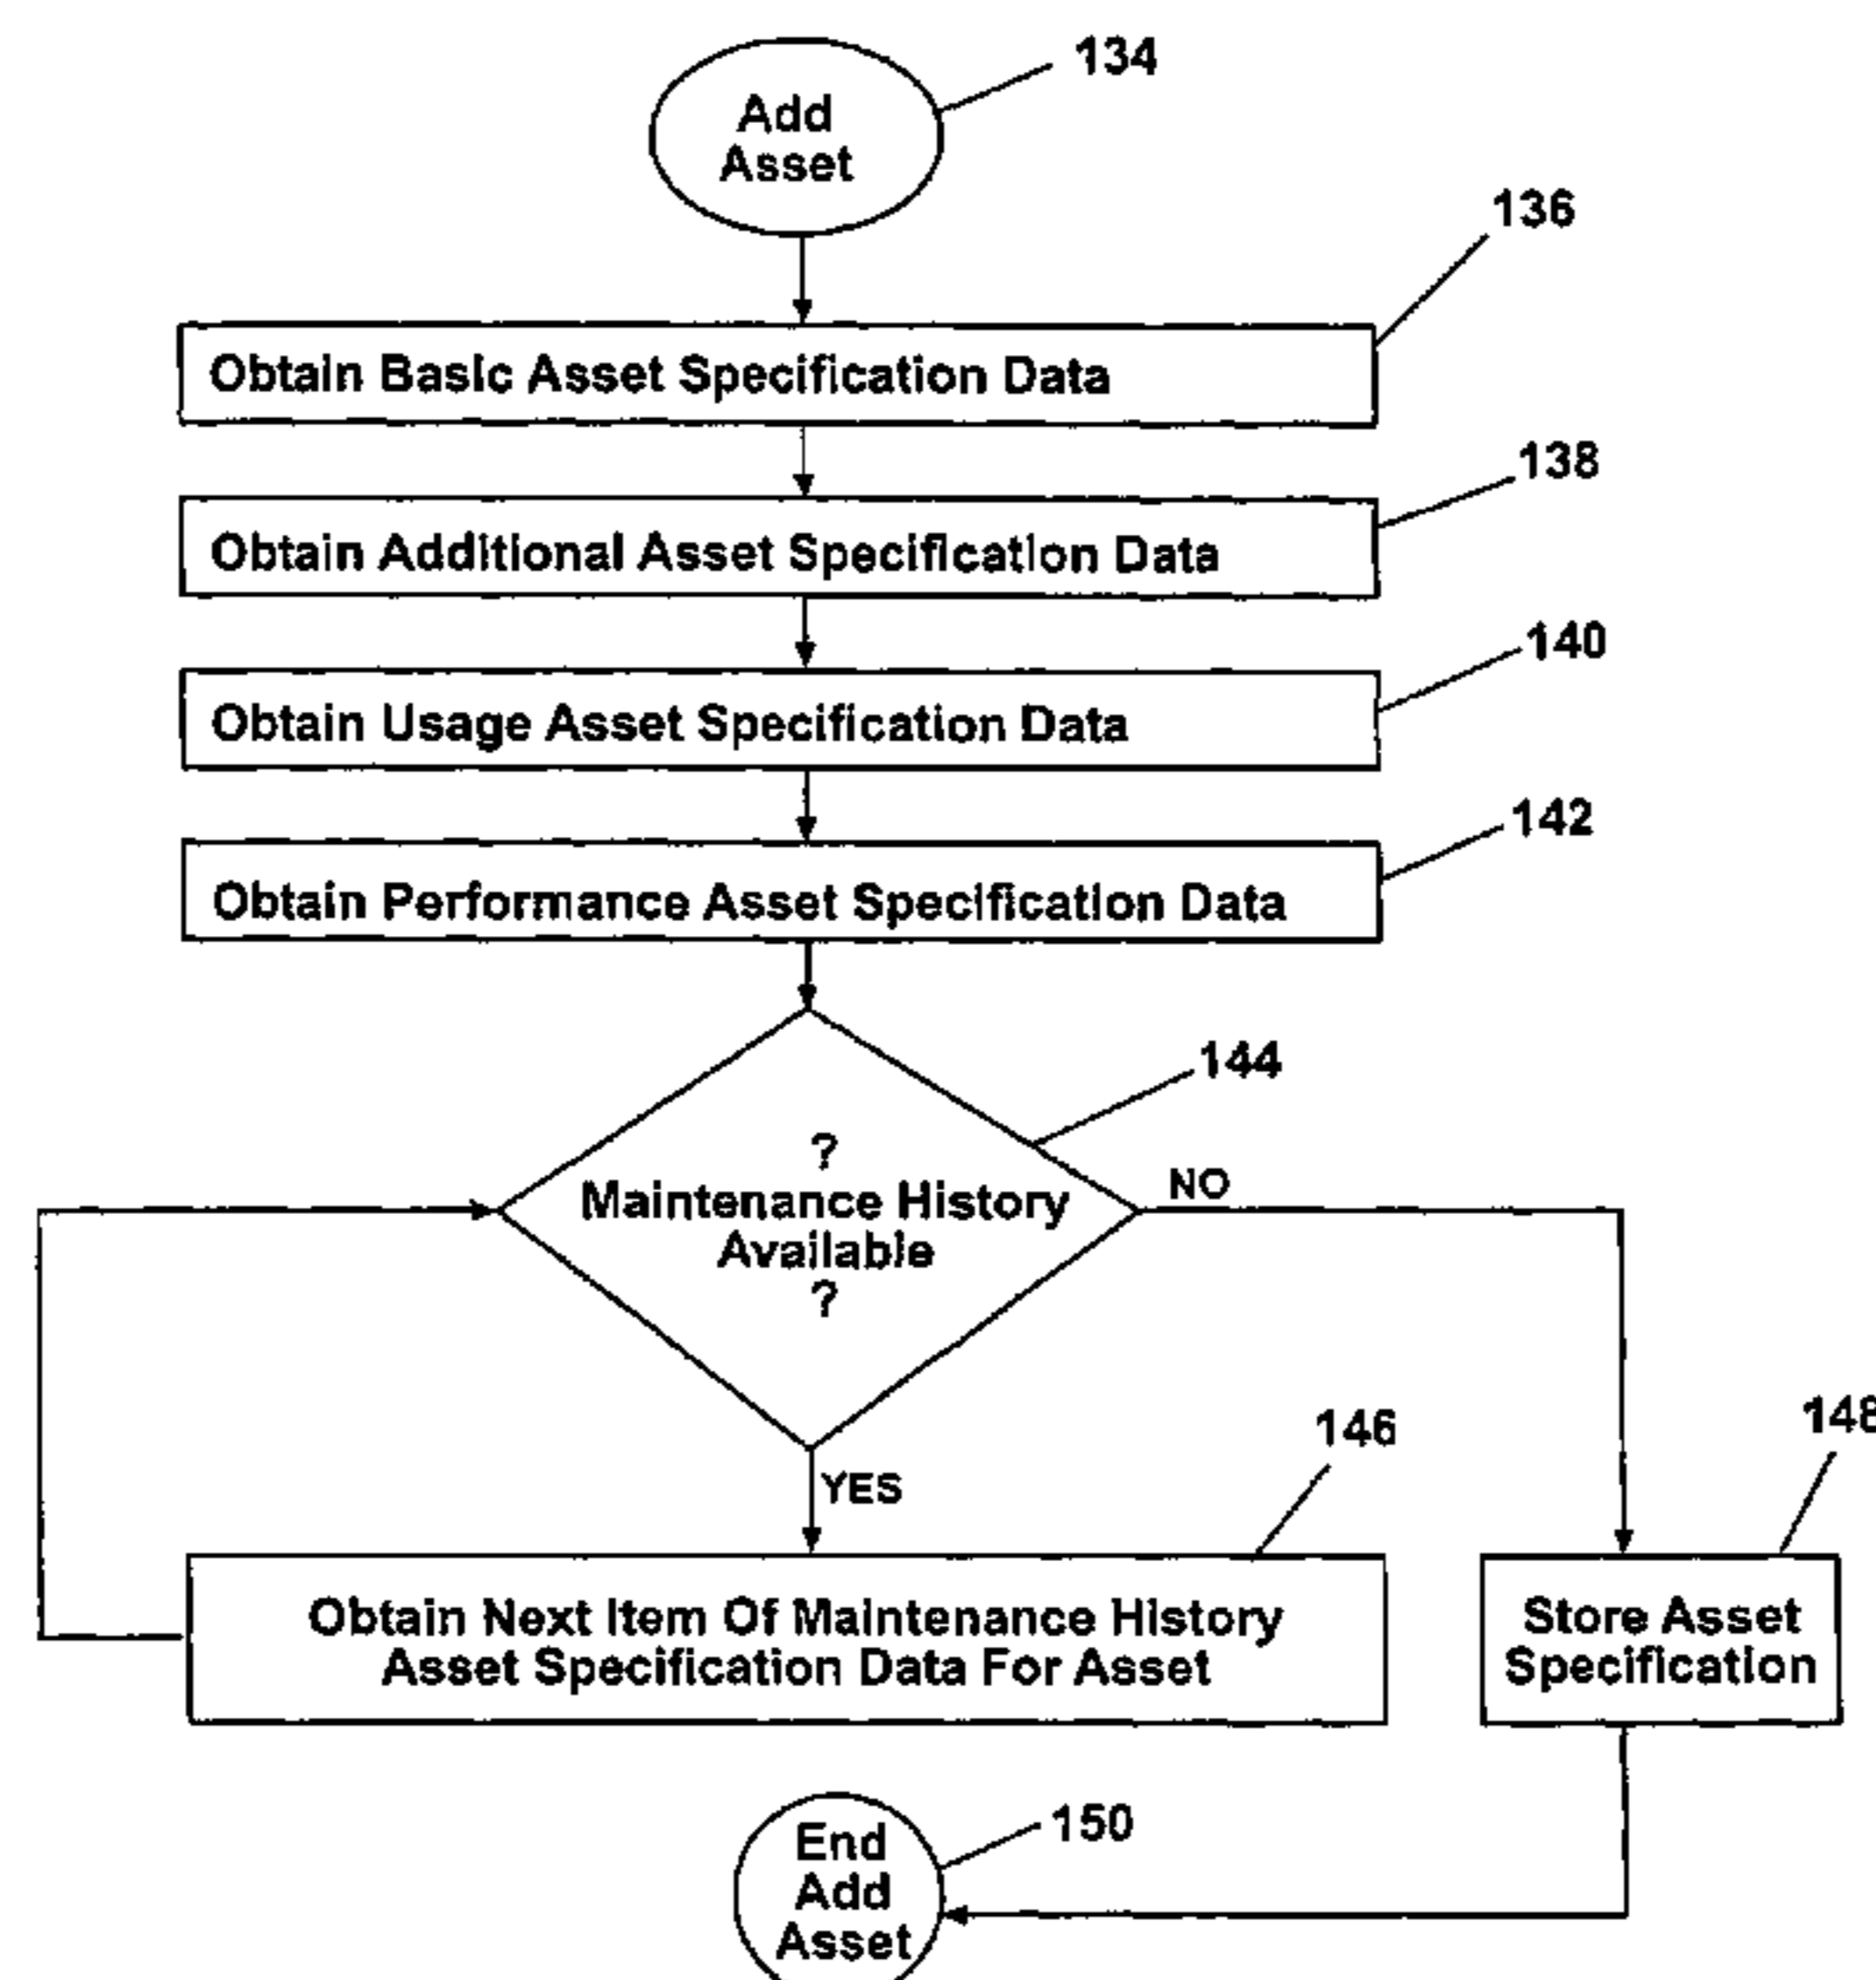 134
Add
Asset
136
Obtain Basic Asset Specification Data
138
Obtain Additional Asset Specification Data
140
Obtain Usage Asset Specification Data
142
Obtain Performance Asset Specification Data
144
?
Maintenance History
Available
?
NO
YES
146
148
Obtain Next Item Of Maintenance History
Asset Specification Data For Asset
Store Asset
Specification
150
End
Add
Asset